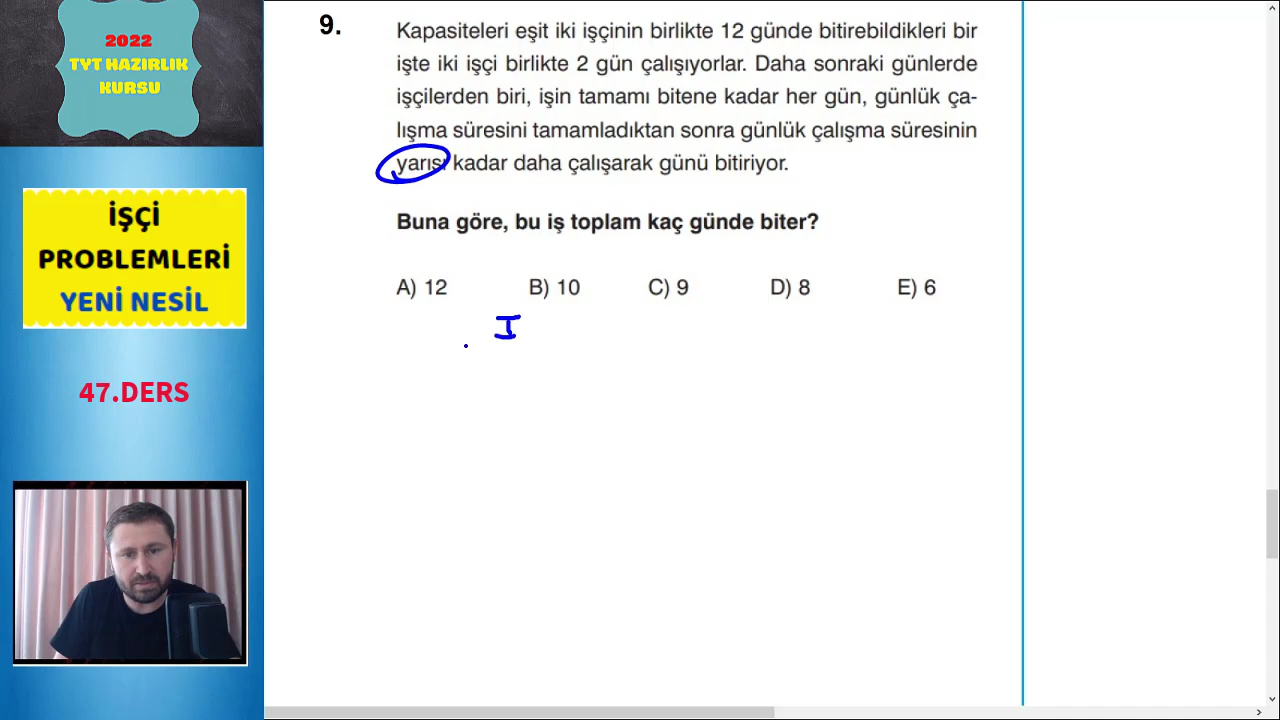 2022
TYT HAZIRLIK
KURSU
İŞÇİ
PROBLEMLERİ
YENİ NESİL
47.DERS
9.
Kapasiteleri eşit iki işçinin birlikte 12 günde bitirebildikleri bir
işte iki işçi birlikte 2 gün çalışıyorlar. Daha sonraki günlerde
işçilerden biri, işin tamamı bitene kadar her gün, günlük ça-
lışma süresini tamamladıktan sonra günlük çalışma süresinin
yarısı kadar daha çalışarak günü bitiriyor.
Buna göre, bu iş toplam kaç günde biter?
A) 12 B) 10 C) 9 D) 8 E) 6
I